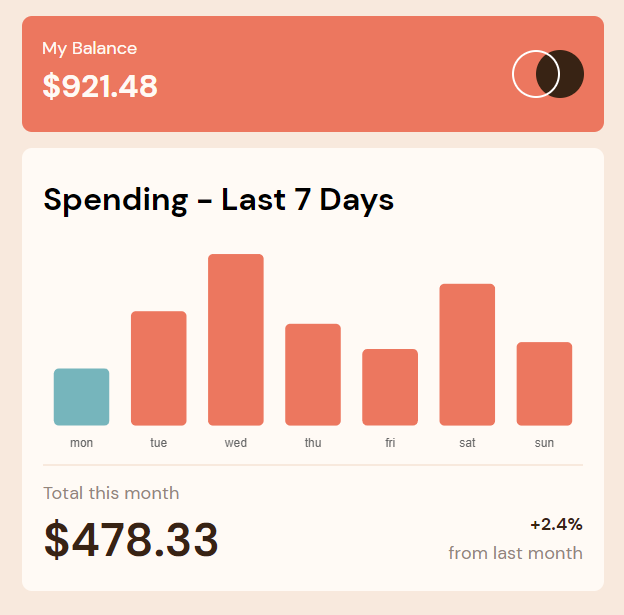 My Balance
$921.48
Spending - Last 7 Days
mon tue wed thu fri sat sun
Total this month
$478.33
+2.4%
from last month